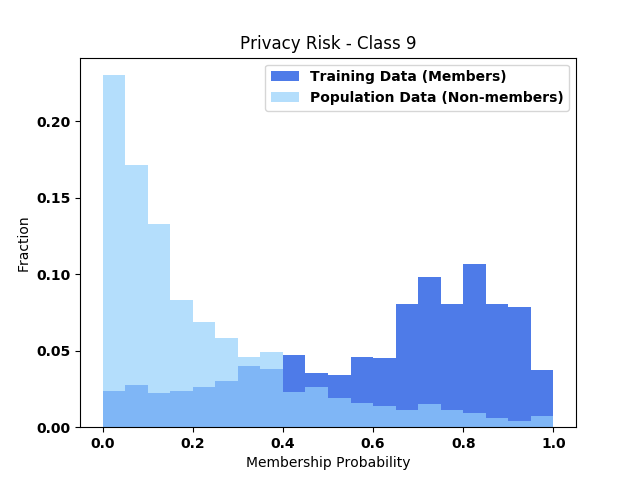 Privacy Risk - Class 9
Training Data (Members)
Population Data (Non-members)
0.20
0.15
0.10
0.05
0.00
Fraction
0.0 0.2 0.4 0.6 0.8 1.0
Membership Probability